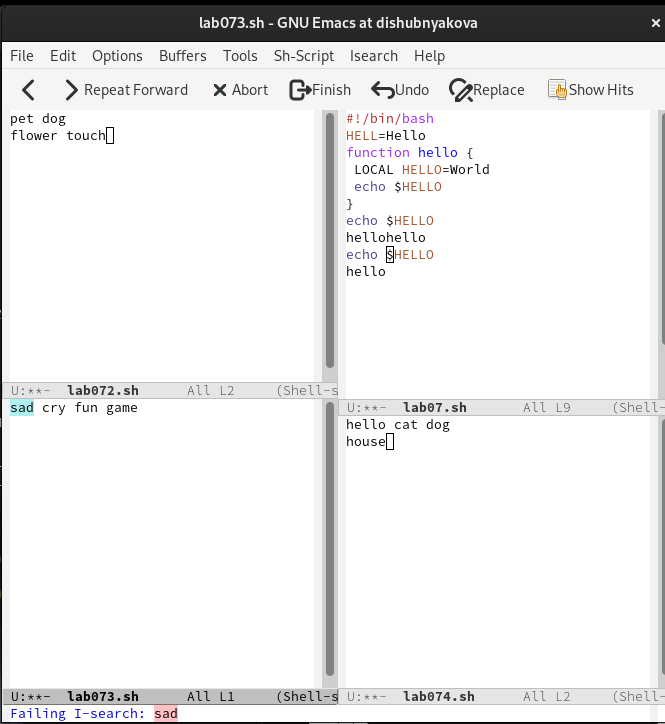 lab073.sh - GNU Emacs at dishubnyakova
×
File Edit Options Buffers Tools Sh-Script Isearch Help
Repeat Forward Abort Finish Undo Replace Show Hits
pet dog
flower touch
U:**- lab072.sh All L2 (Shell-s
#!/bin/bash
HELL=Hello
function hello {
 LOCAL HELLO=World
 echo $HELLO
}
echo $HELLO
hellohello
echo $HELLO
hello
U:**- lab07.sh All L9 (Shell-
sad cry fun game
U:**- lab073.sh All L1 (Shell-s
hello cat dog
house
U:**- lab074.sh All L2 (Shell-
Failing I-search: sad